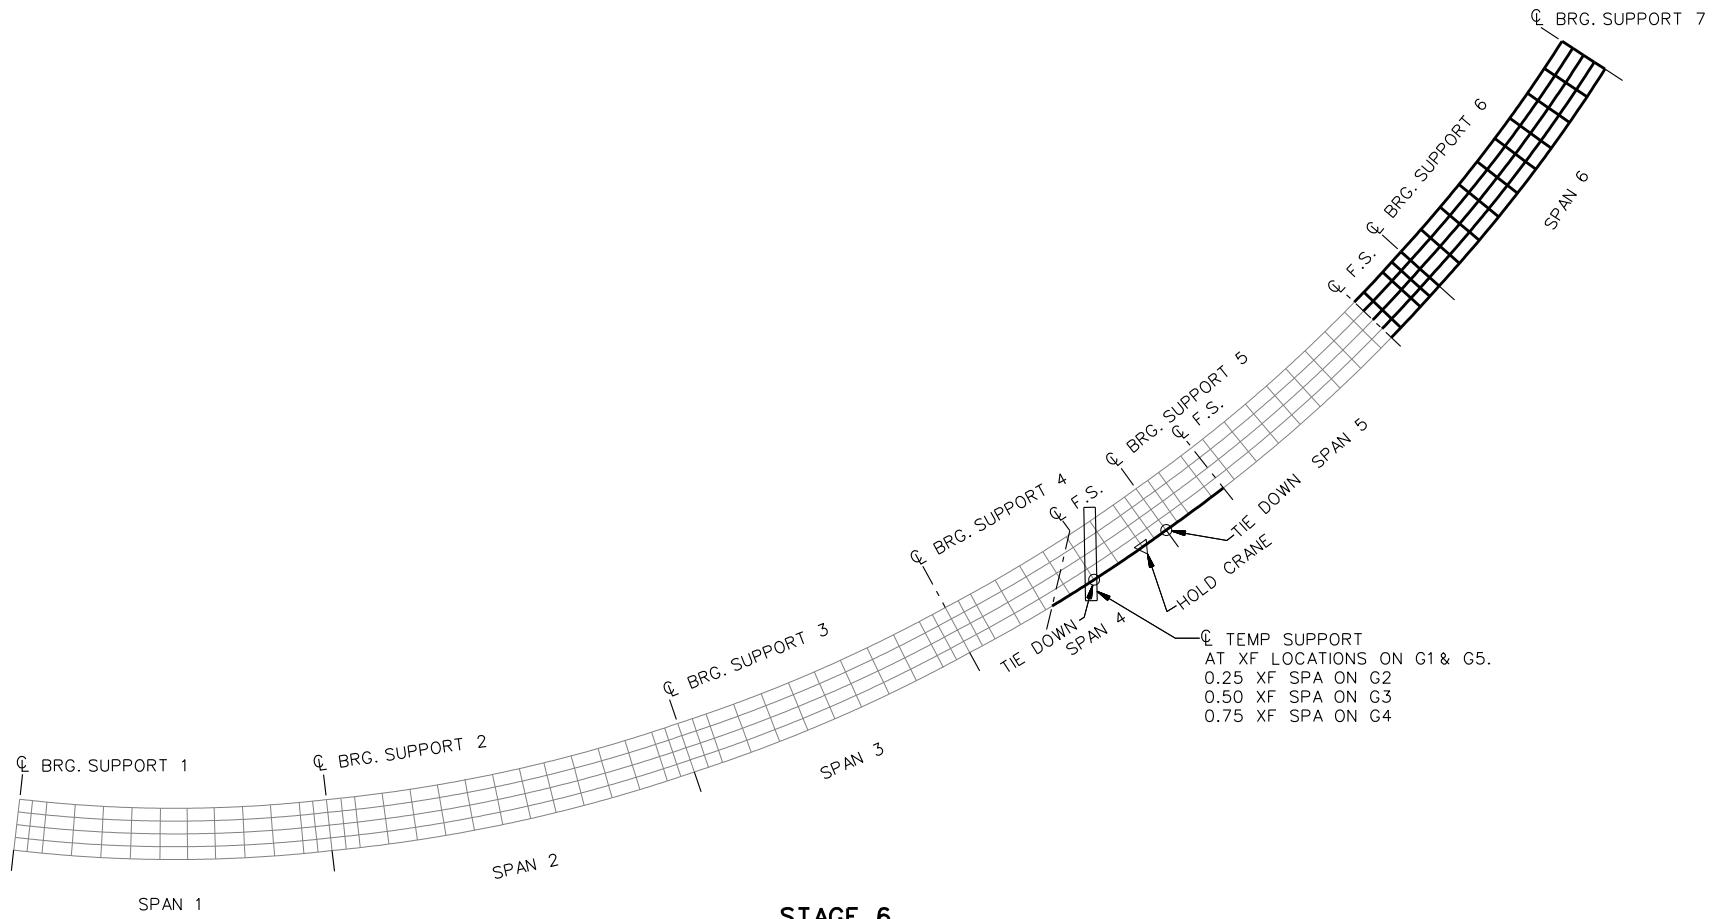 ℄ BRG. SUPPORT 7
℄ BRG. SUPPORT 6
SPAN 6
℄ F.S.
℄ BRG. SUPPORT 5
℄ F.S.
SPAN 5
TIE DOWN
HOLD CRANE
℄ BRG. SUPPORT 4
℄ F.S.
TIE DOWN
SPAN 4
℄ TEMP SUPPORT
AT XF LOCATIONS ON G1 & G5.
0.25 XF SPA ON G2
0.50 XF SPA ON G3
0.75 XF SPA ON G4
℄ BRG. SUPPORT 3
SPAN 3
℄ BRG. SUPPORT 2
SPAN 2
℄ BRG. SUPPORT 1
SPAN 1
STAGE 6